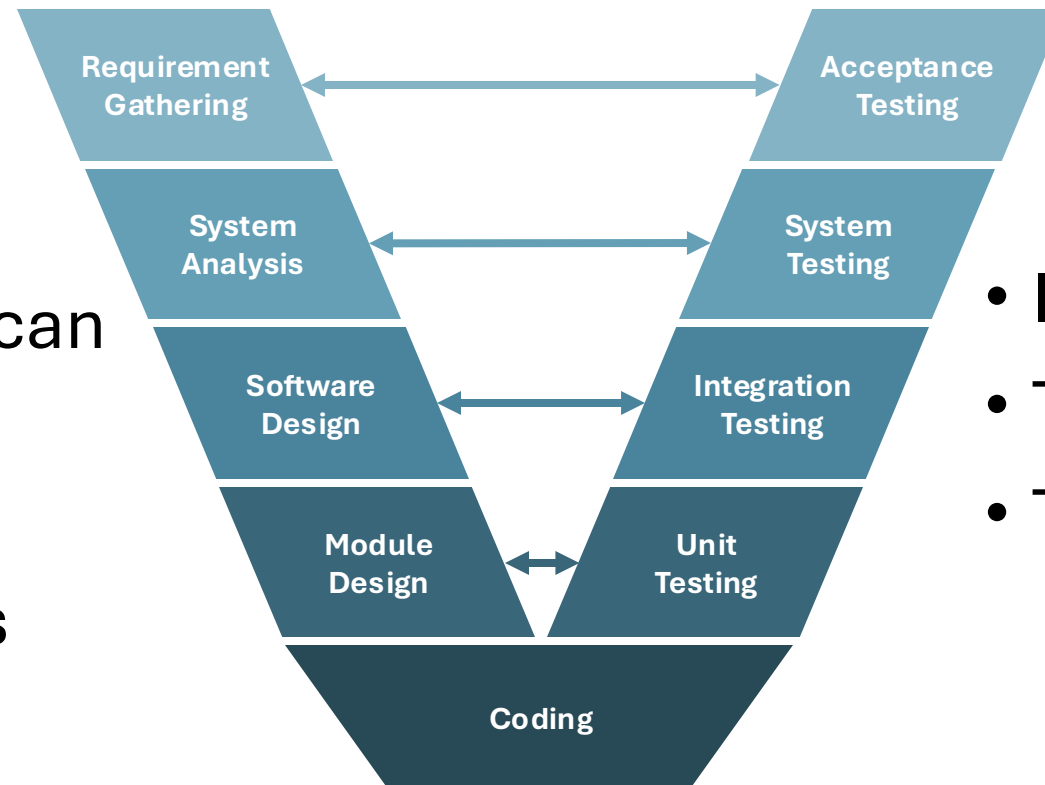 Requirement
Gathering
Acceptance
Testing
System
Analysis
System
Testing
can
Software
Design
Integration
Testing
Module
Design
Unit
Testing
s
Coding